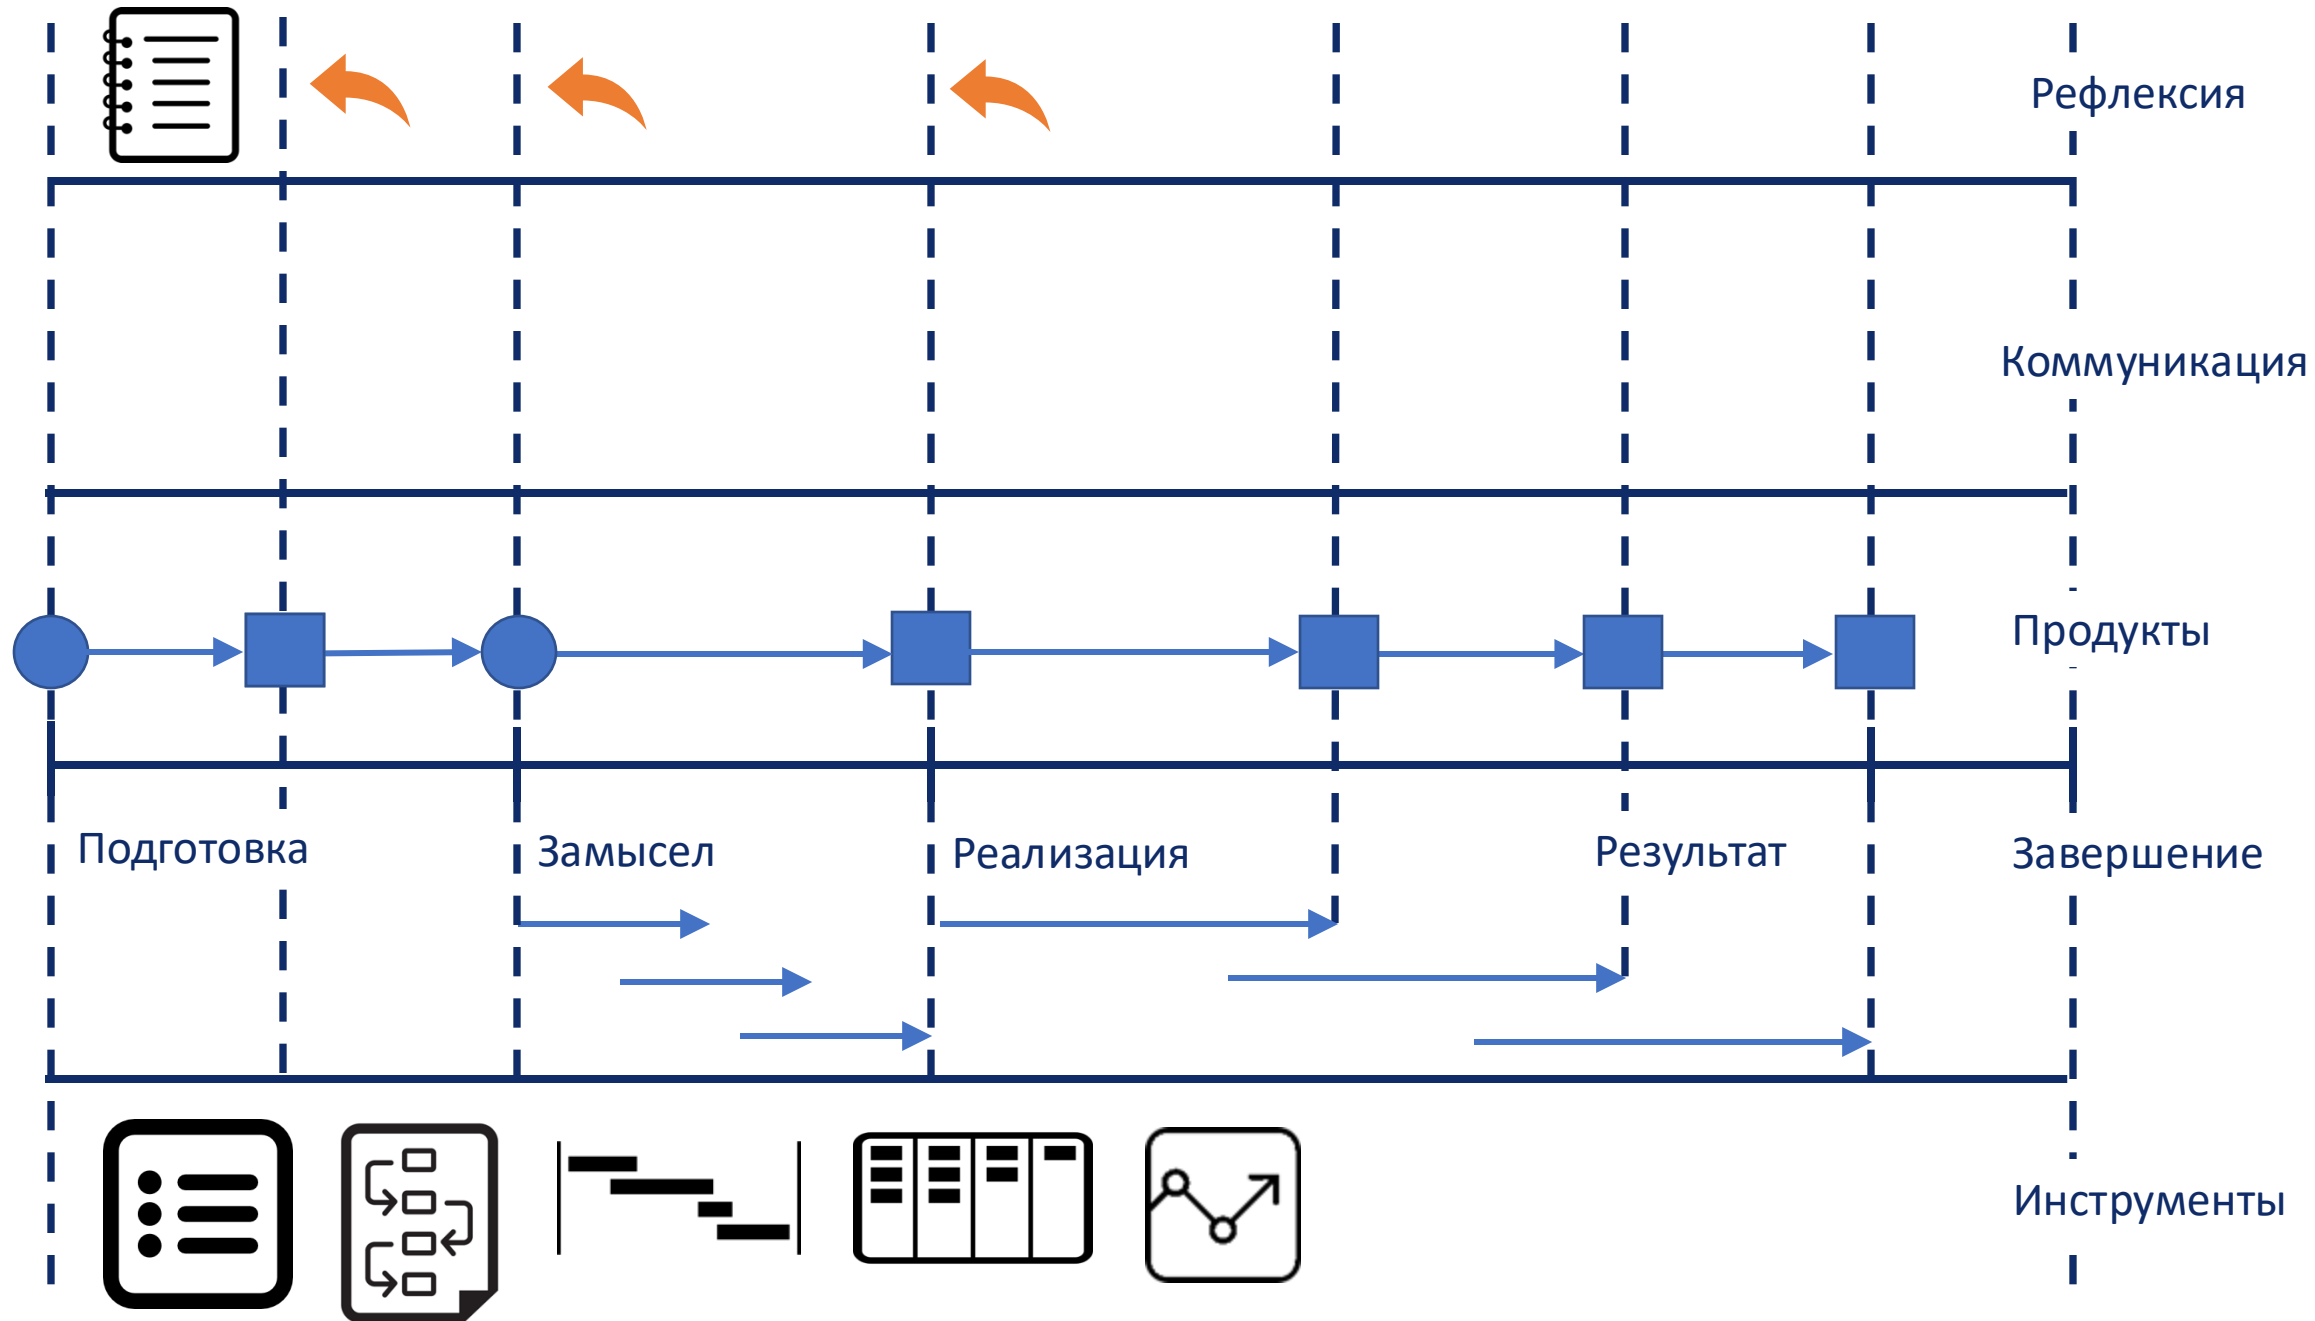 Рефлексия
Коммуникация
Продукты
Подготовка
Замысел
Реализация
Результат
Завершение
Инструменты